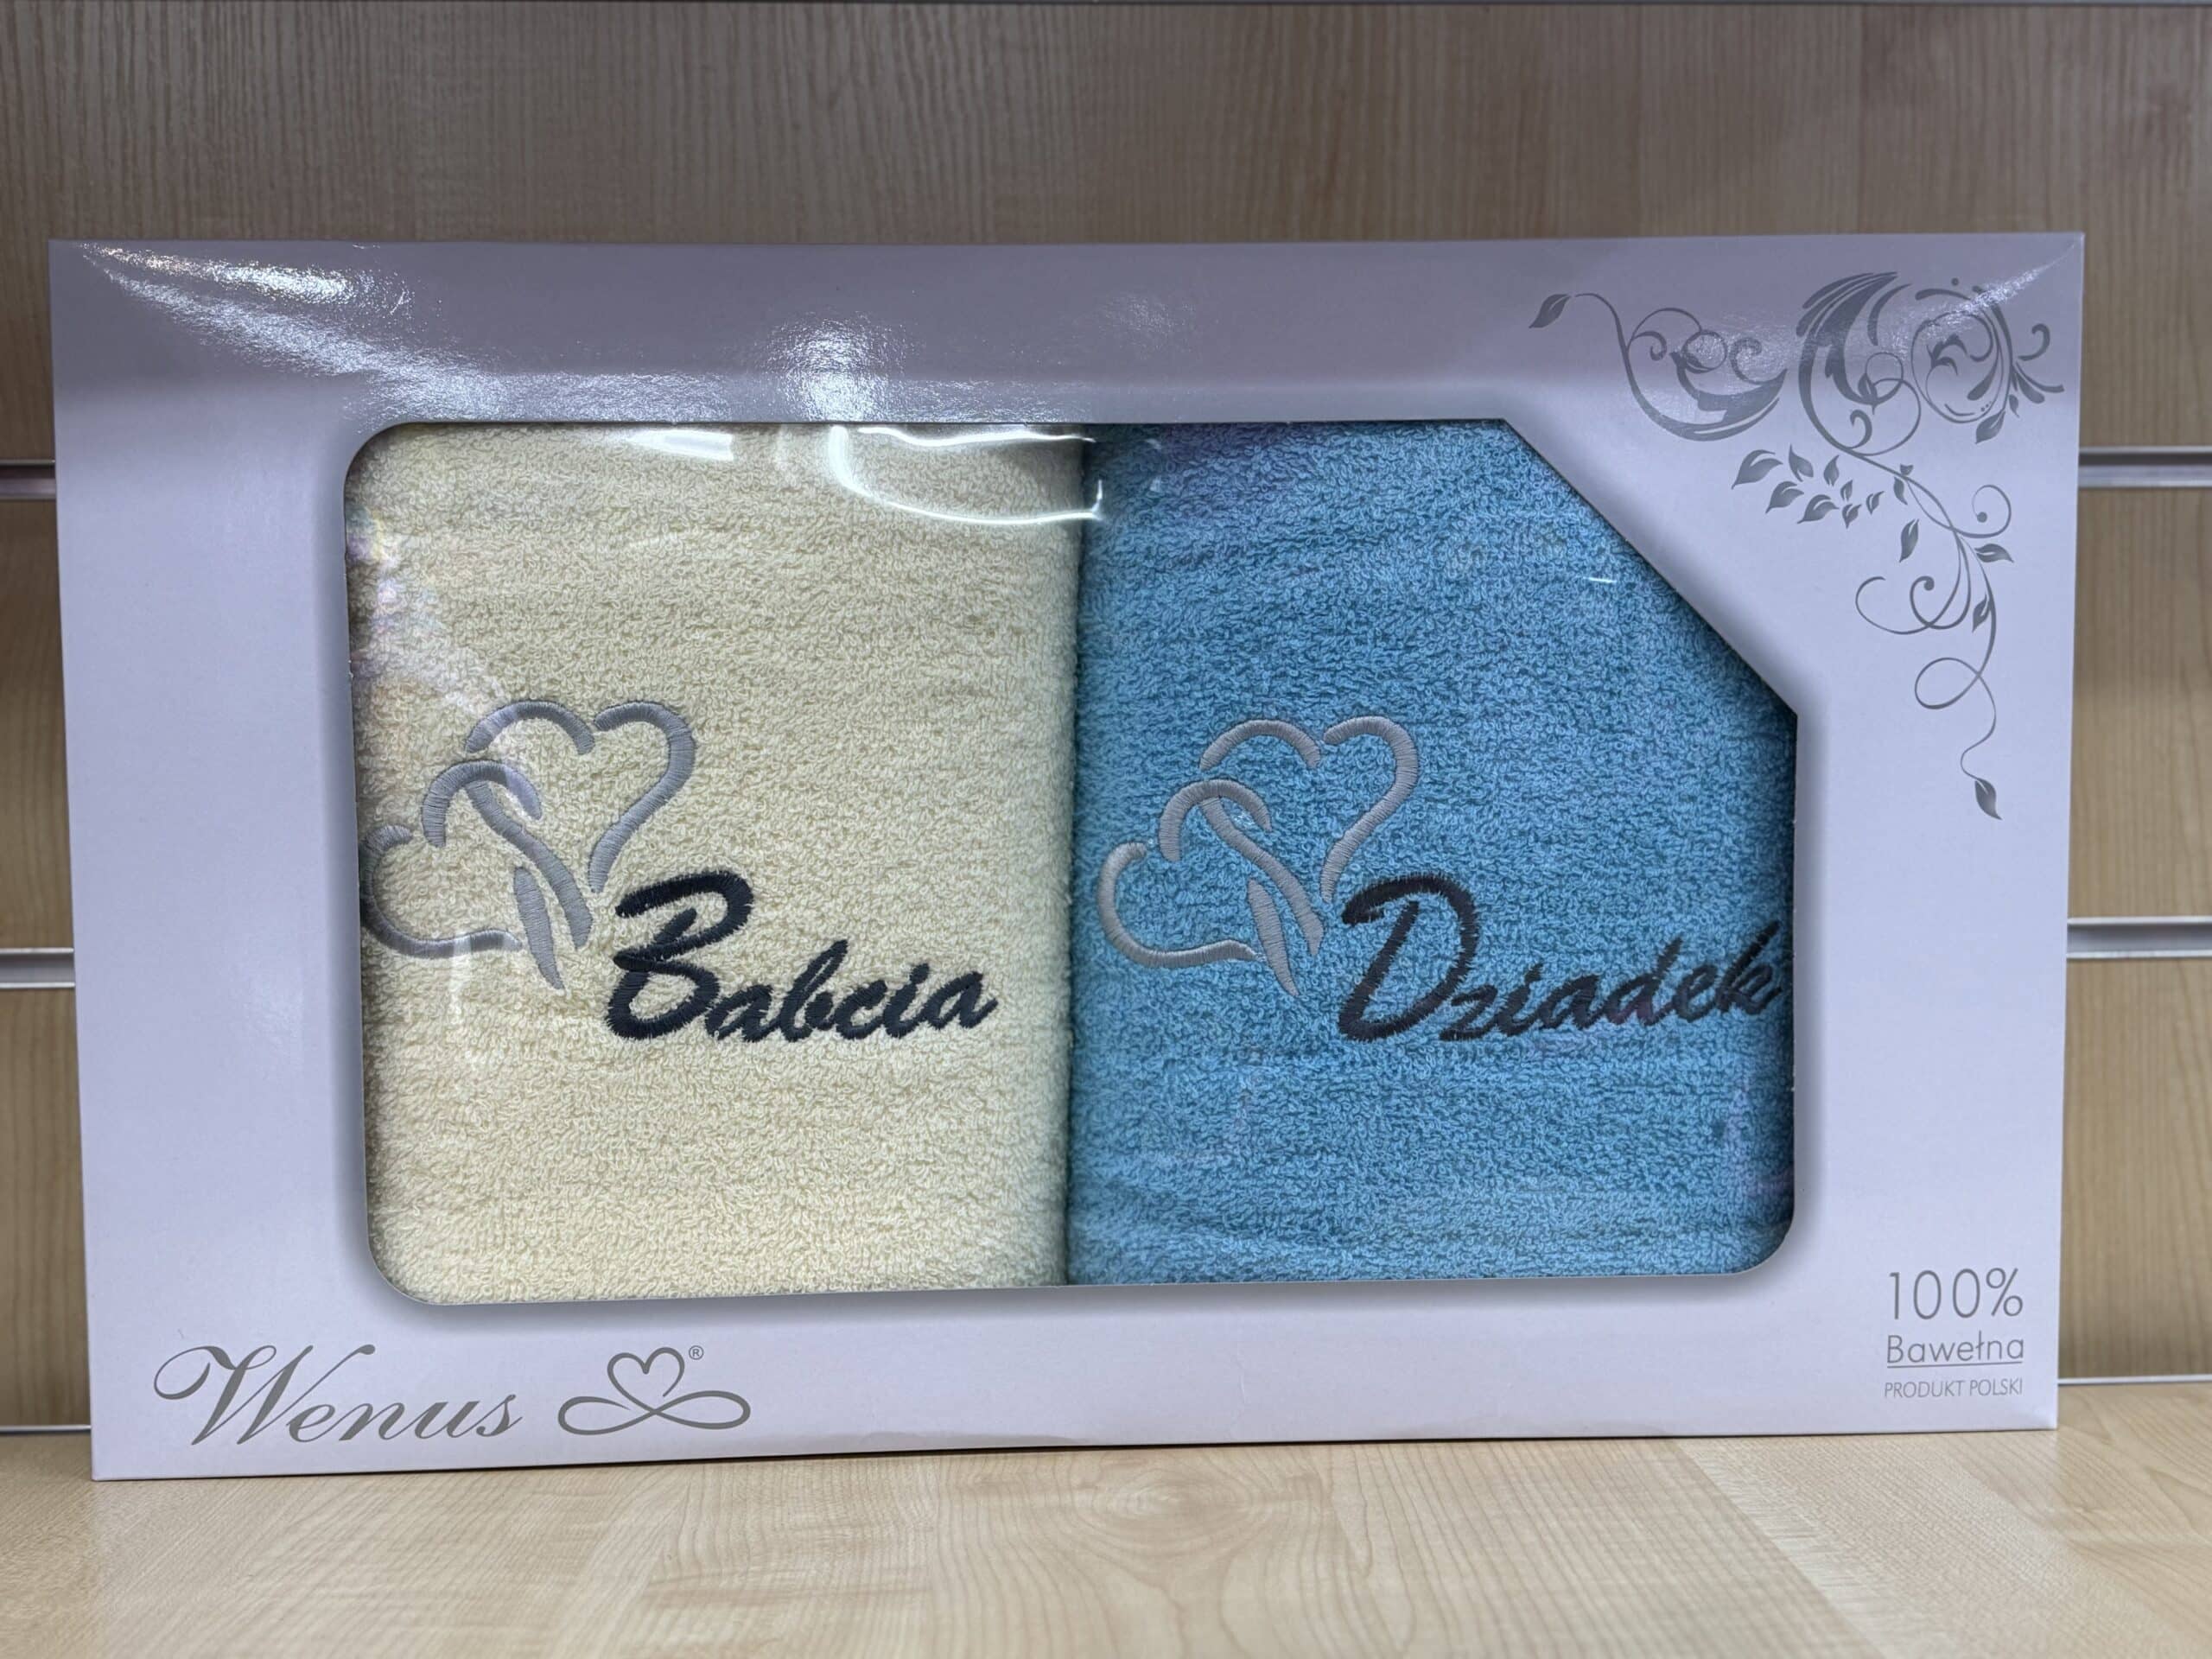 Babcia
Dziadek
Wenus ®
100%
Bawełna
PRODUKT POLSKI